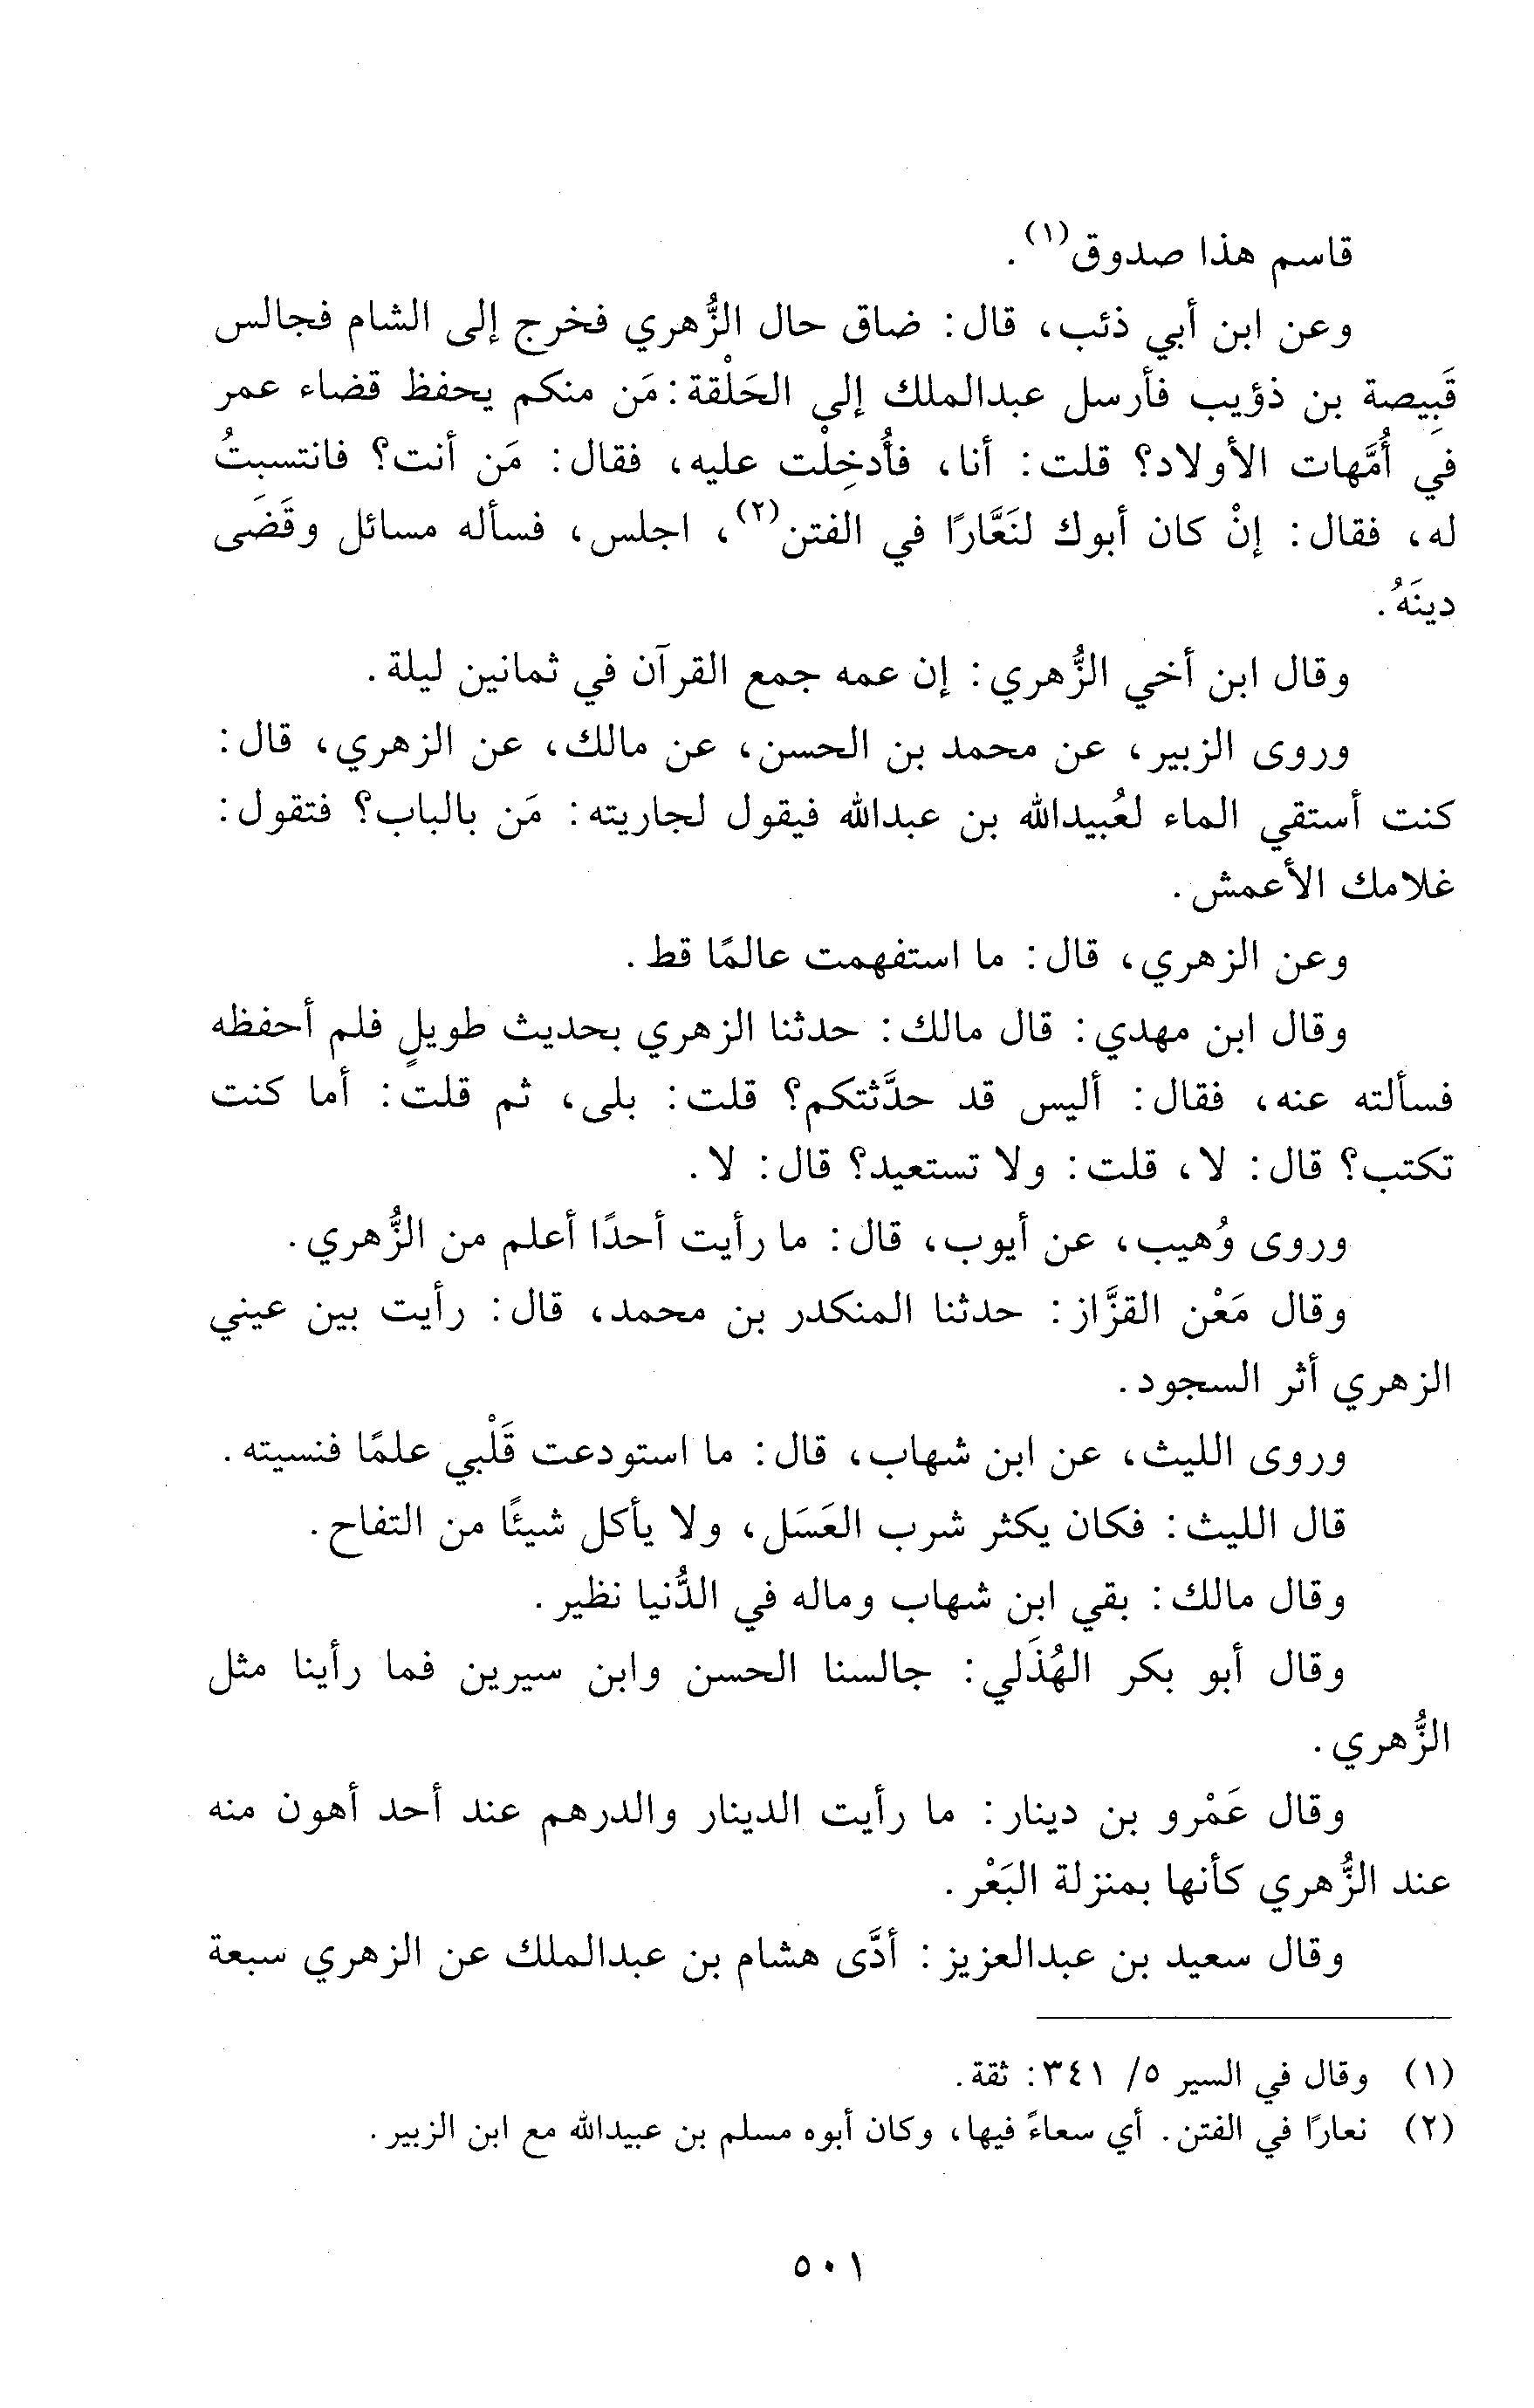 قاسم هذا صدوق(١).
وعن ابن أبي ذئب، قال: ضاق حال الزُّهري فخرج إلى الشام فجالس
قَبِيصة بن ذؤيب فأرسل عبدالملك إلى الحَلْقة: مَن منكم يحفظ قضاء عمر
في أُمَّهات الأولاد؟ قلت: أنا، فأُدخِلْت عليه، فقال: مَن أنت؟ فانتسبتُ
له، فقال: إنْ كان أبوك لنَعَّارًا في الفتن(٢)، اجلس، فسأله مسائل وقَضَى
دينَهُ.
وقال ابن أخي الزُّهري: إن عمه جمع القرآن في ثمانين ليلة.
وروى الزبير، عن محمد بن الحسن، عن مالك، عن الزهري، قال:
كنت أستقي الماء لعُبيدالله بن عبدالله فيقول لجاريته: مَن بالباب؟ فتقول:
غلامك الأعمش.
وعن الزهري، قال: ما استفهمت عالمًا قط.
وقال ابن مهدي: قال مالك: حدثنا الزهري بحديث طويلٍ فلم أحفظه
فسألته عنه، فقال: أليس قد حدَّثتكم؟ قلت: بلى، ثم قلت: أما كنت
تكتب؟ قال: لا، قلت: ولا تستعيد؟ قال: لا.
وروى وُهيب، عن أيوب، قال: ما رأيت أحدًا أعلم من الزُّهري.
وقال مَعْن القزَّاز: حدثنا المنكدر بن محمد، قال: رأيت بين عيني
الزهري أثر السجود.
وروى الليث، عن ابن شهاب، قال: ما استودعت قَلْبي علمًا فنسيته.
قال الليث: فكان يكثر شرب العَسَل، ولا يأكل شيئًا من التفاح.
وقال مالك: بقي ابن شهاب وماله في الدُّنيا نظير.
وقال أبو بكر الهُذَلي: جالسنا الحسن وابن سيرين فما رأينا مثل
الزُّهري.
وقال عَمْرو بن دينار: ما رأيت الدينار والدرهم عند أحد أهون منه
عند الزُّهري كأنها بمنزلة البَعْر.
وقال سعيد بن عبدالعزيز: أدَّى هشام بن عبدالملك عن الزهري سبعة
(١) وقال في السير ٥/ ٣٤١: ثقة.
(٢) نعارًا في الفتن. أي سعاءً فيها، وكان أبوه مسلم بن عبيدالله مع ابن الزبير.
٥٠١